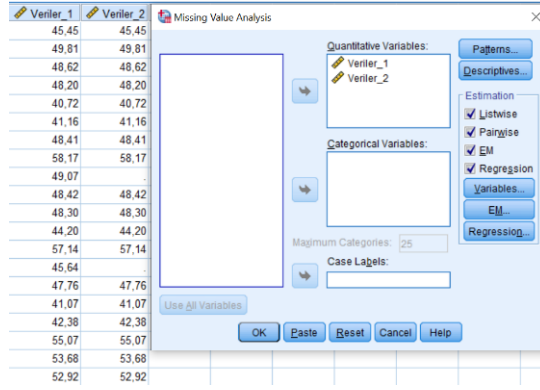 Veriler_1 Veriler_2
45,45 45,45
49,81 49,81
48,62 48,62
48,20 48,20
40,72 40,72
41,16 41,16
48,41 48,41
58,17 58,17
49,07 .
48,42 48,42
48,30 48,30
44,20 44,20
57,14 57,14
45,64 .
47,76 47,76
41,07 41,07
42,38 42,38
55,07 55,07
53,68 53,68
52,92 52,92
Missing Value Analysis
Quantitative Variables:
Veriler_1
Veriler_2
Categorical Variables:
Maximum Categories: 25
Case Labels:
Use All Variables
Patterns...
Descriptives...
Estimation
Listwise
Pairwise
EM
Regression
Variables...
EM...
Regression...
OK Paste Reset Cancel Help